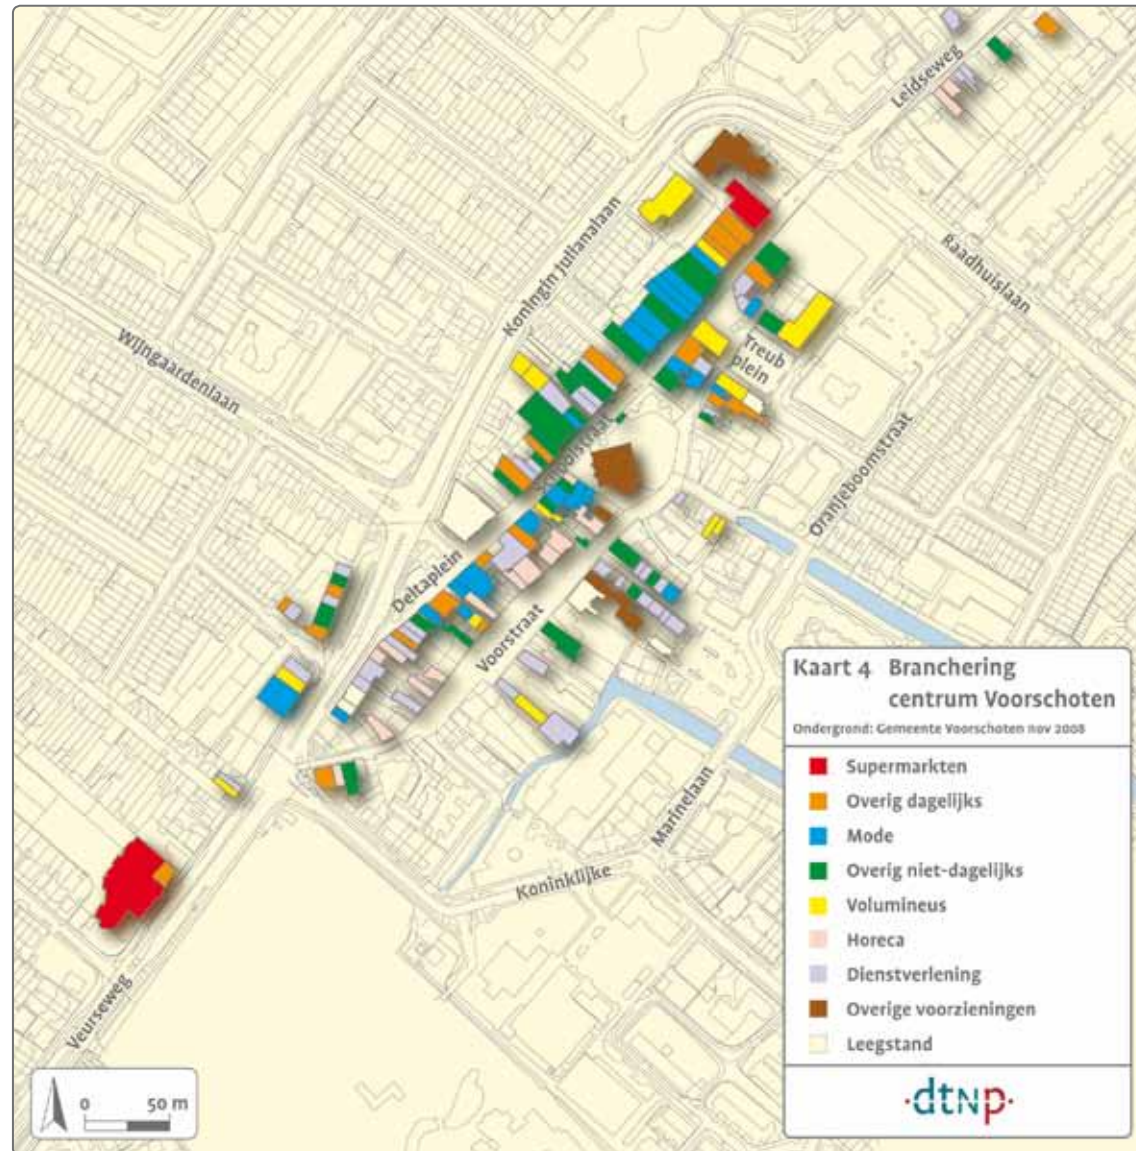 Leidseweg
Raadhuislaan
Koningin Julianalaan
Wijngaardenlaan
Treub
plein
Schoolstraat
Oranjeboomstraat
Deltaplein
Voorstraat
Marinelaan
Koninklijke
Veurseweg
0 50 m
Kaart 4 Branchering
centrum Voorschoten
Ondergrond: Gemeente Voorschoten nov 2008
Supermarkten
Overig dagelijks
Mode
Overig niet-dagelijks
Volumineus
Horeca
Dienstverlening
Overige voorzieningen
Leegstand
dtnp